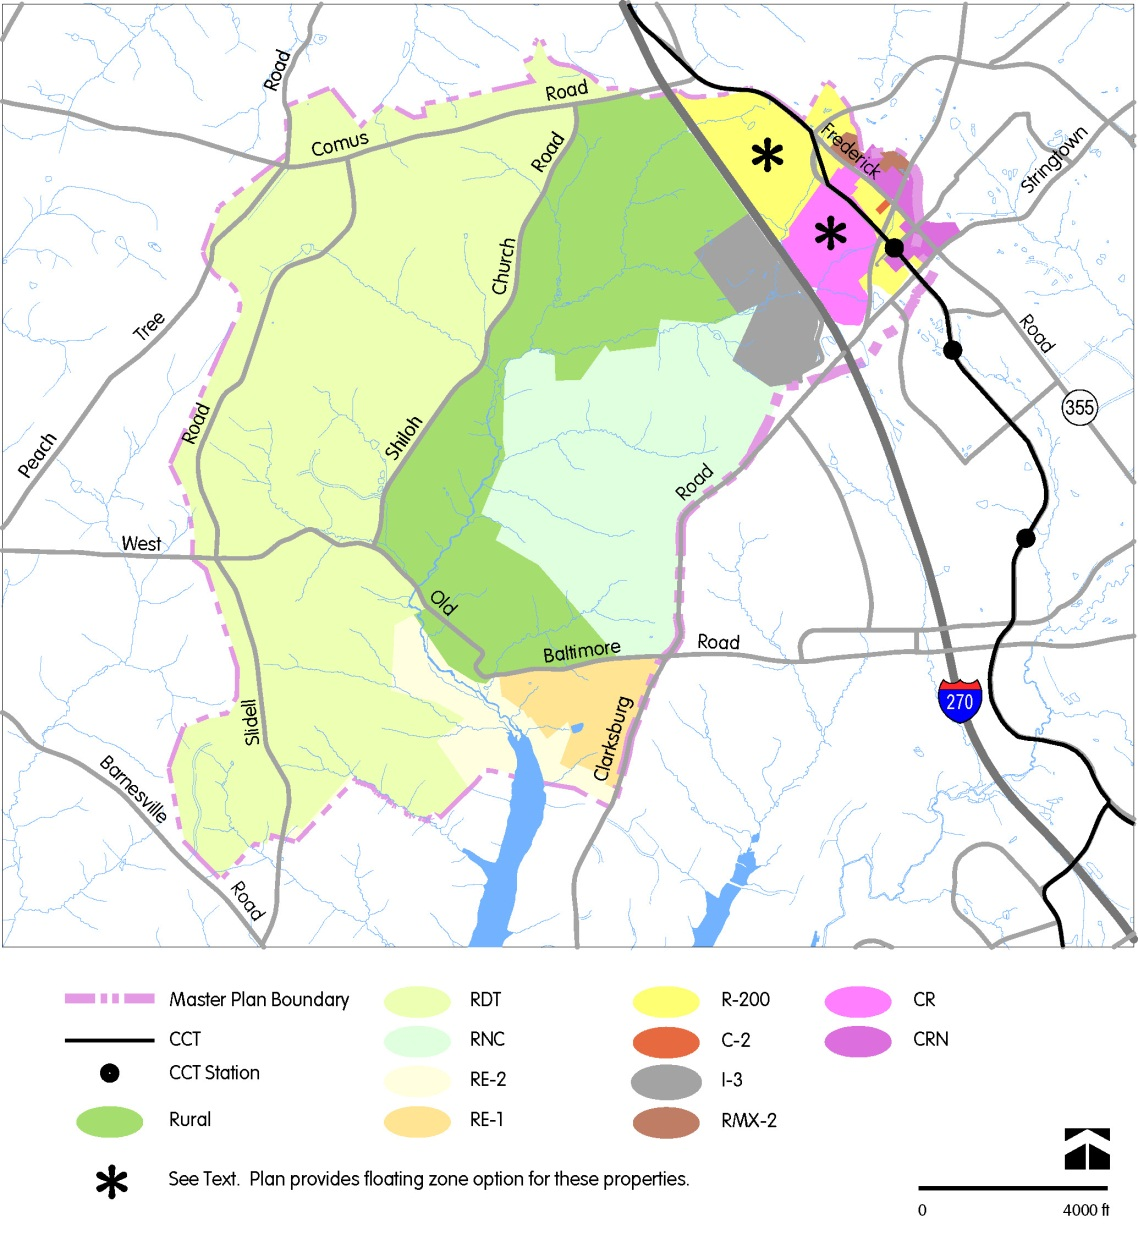 Road
Comus
Road
Road
Frederick
Stringtown
Church
Peach
Tree
Road
Road
355
Shiloh
Road
West
Old
Baltimore
Road
Slidell
Clarksburg
270
Barnesville
Road
Master Plan Boundary
CCT
CCT Station
Rural
RDT
RNC
RE-2
RE-1
R-200
C-2
I-3
RMX-2
CR
CRN
* See Text. Plan provides floating zone option for these properties.
0 4000 ft